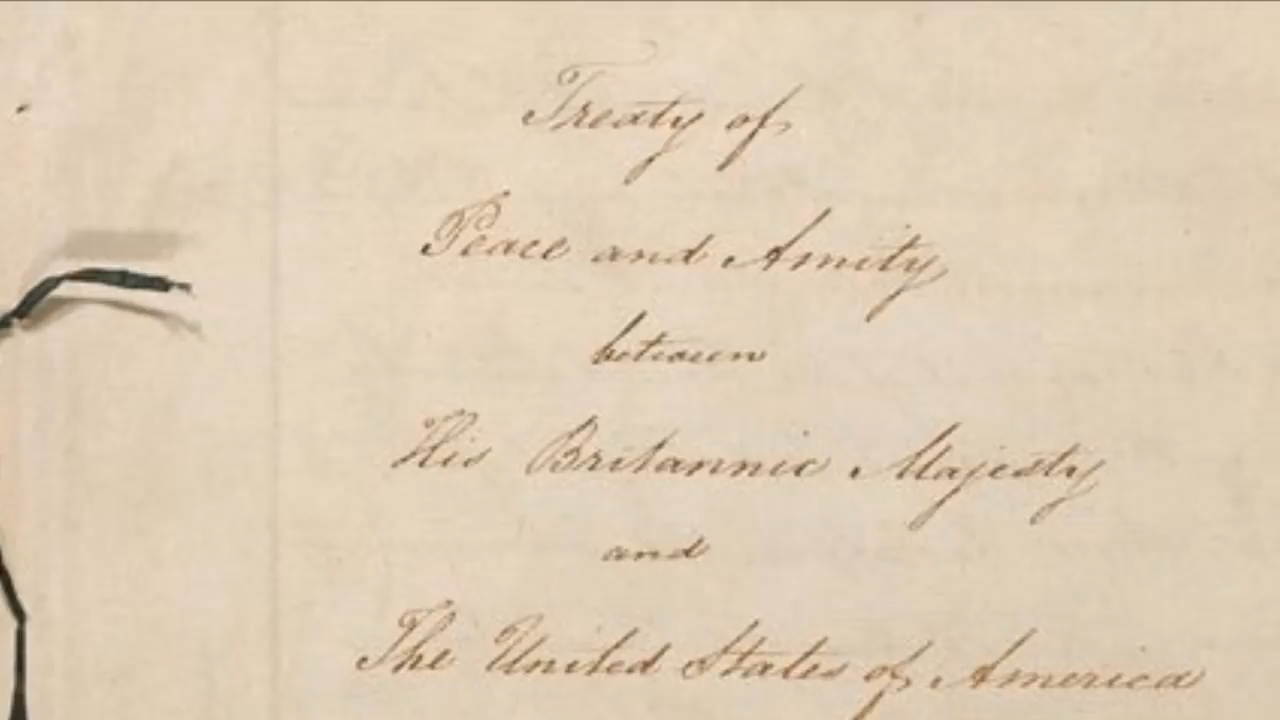 Treaty of
Peace and Amity
between
His Britannic Majesty
and
The United States of America